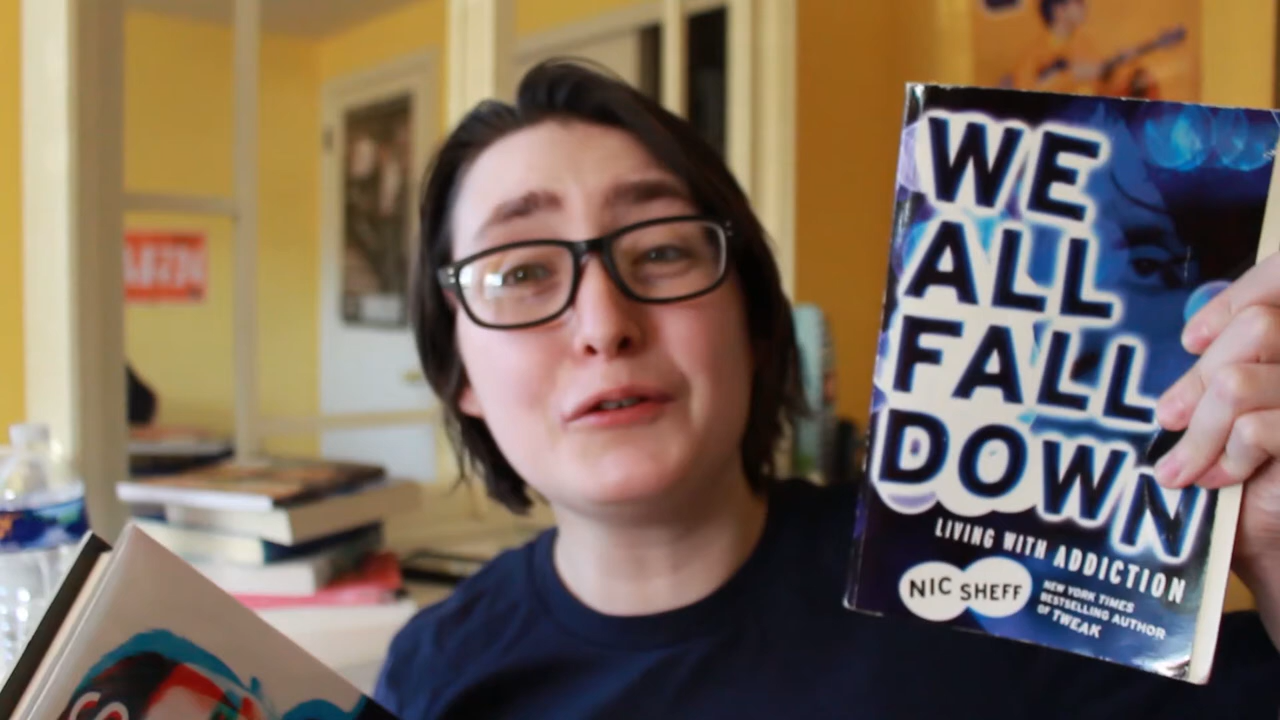 WE
ALL
FALL
DOWN
LIVING WITH ADDICTION
NIC SHEFF
NEW YORK TIMES
BESTSELLING AUTHOR
OF TWEAK